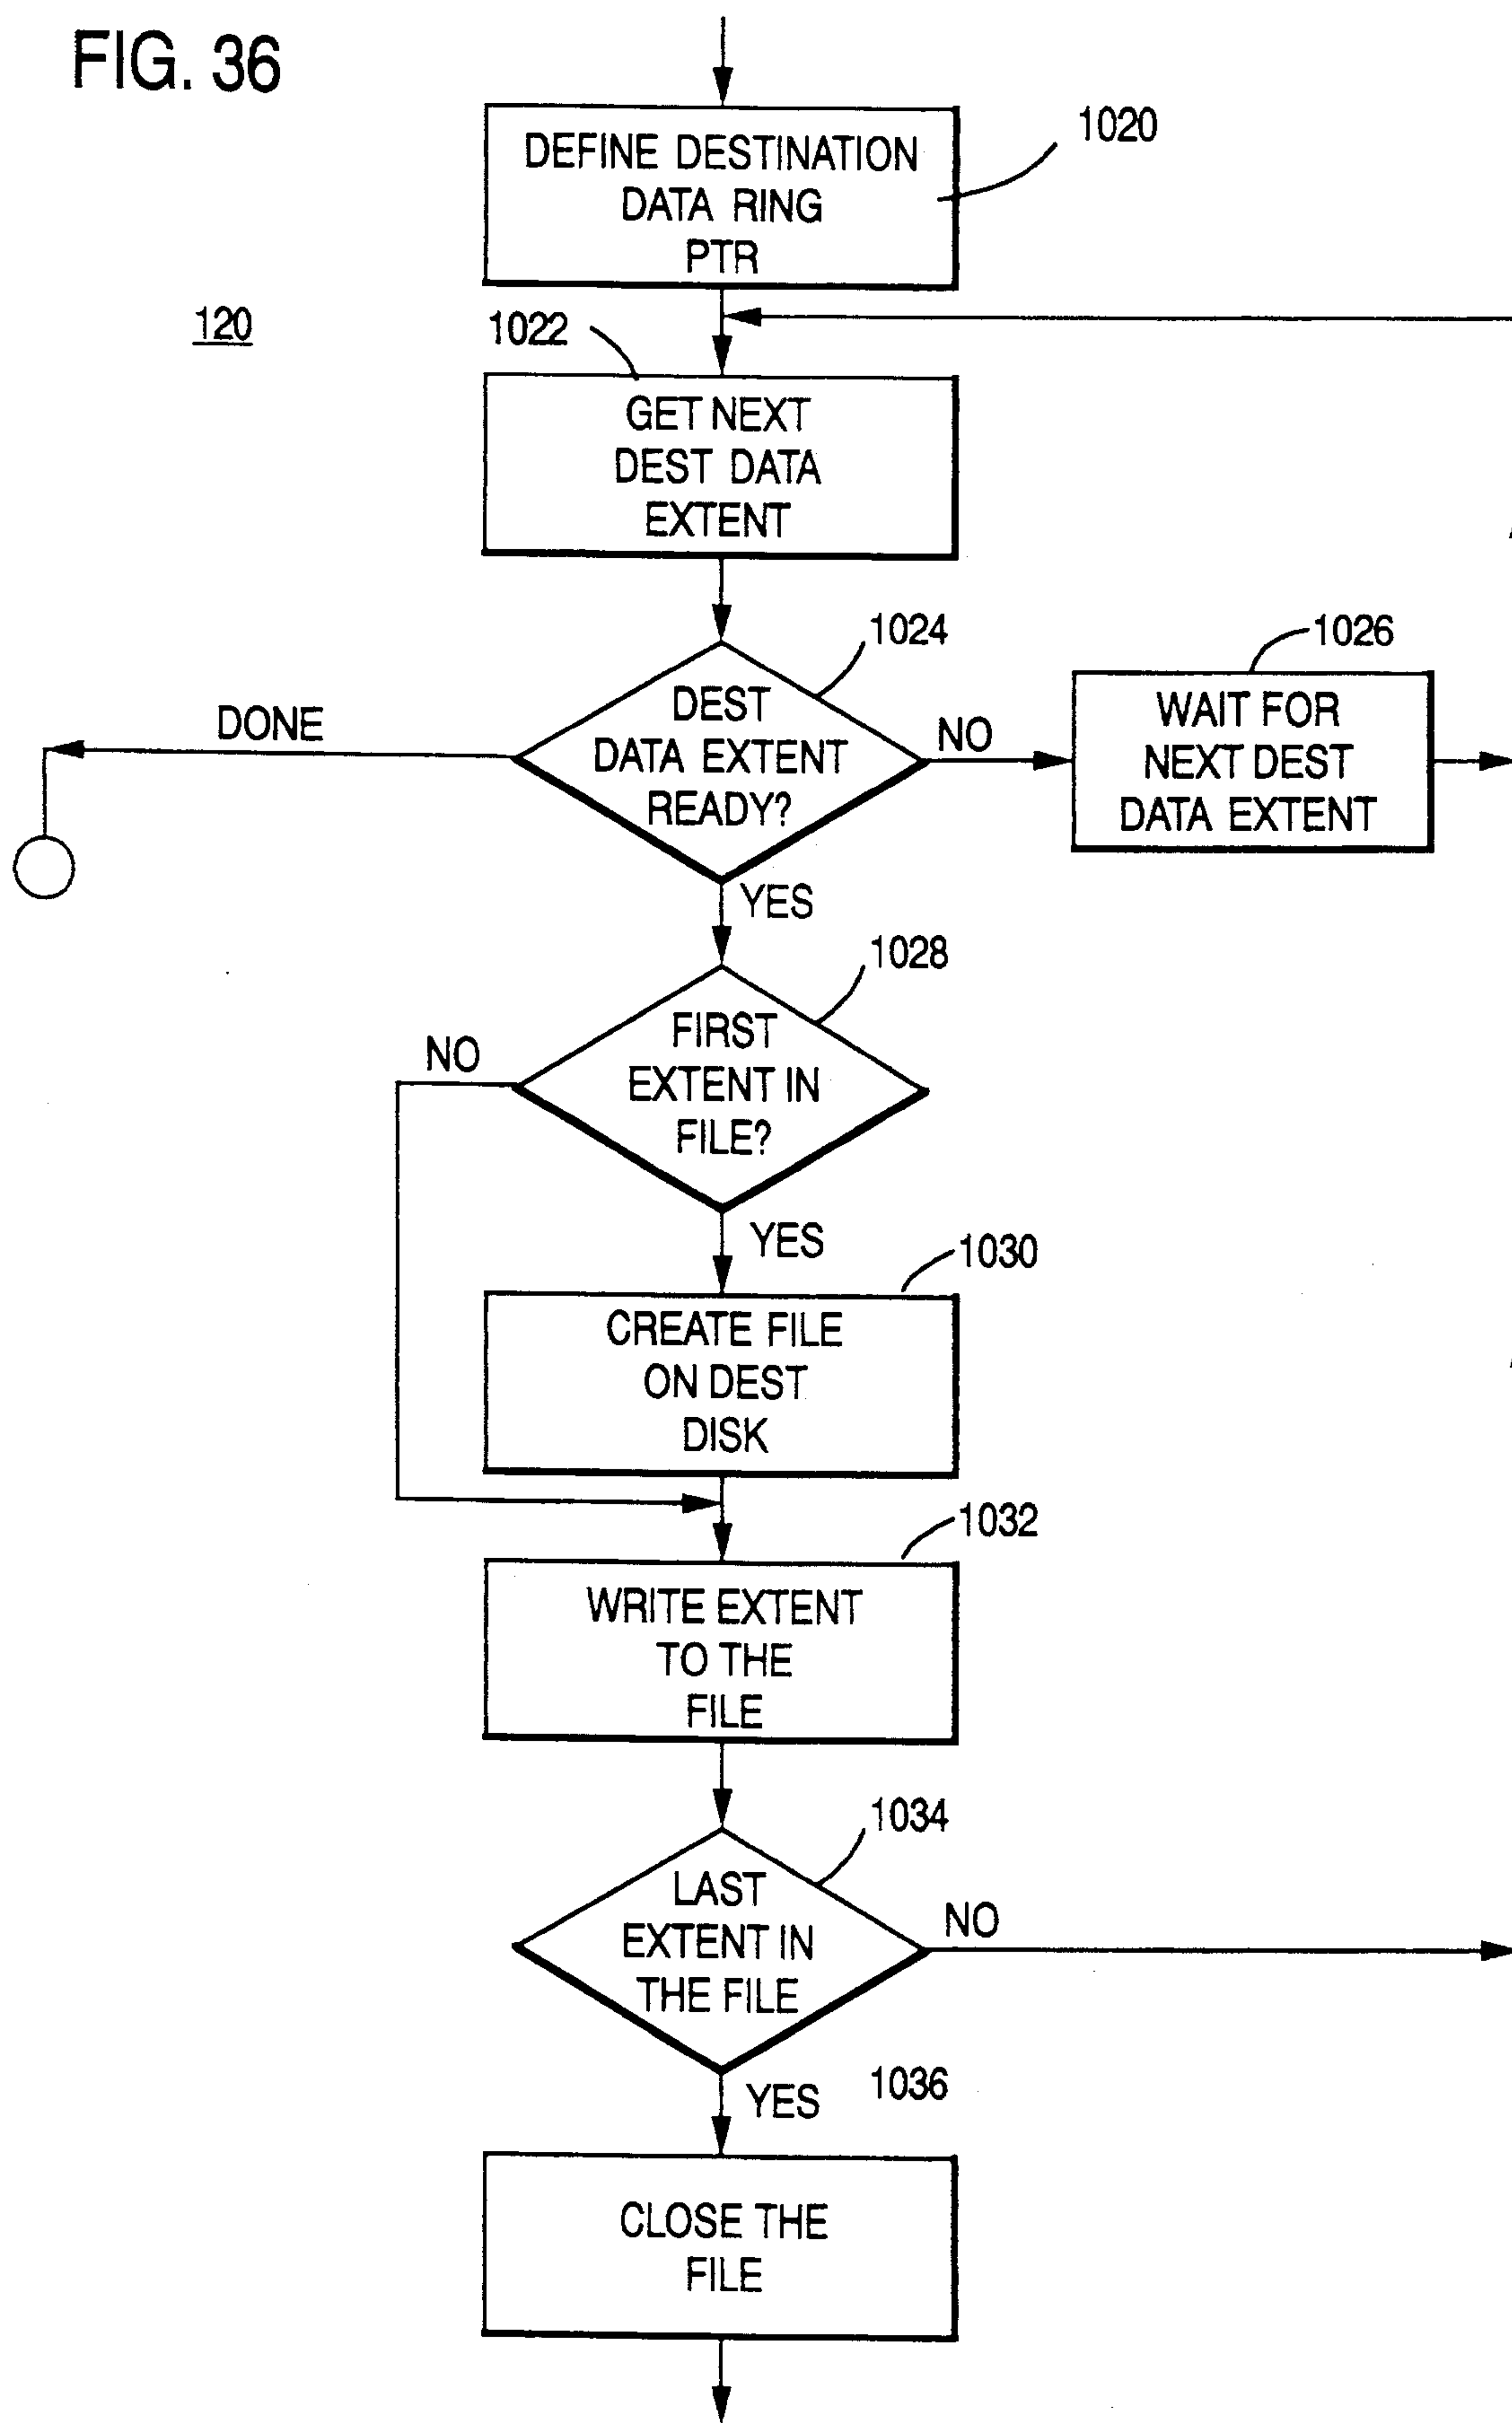 FIG. 36
1020
DEFINE DESTINATION
DATA RING
PTR
120
1022
GET NEXT
DEST DATA
EXTENT
1024
1026
DONE
DEST
DATA EXTENT
READY?
NO
WAIT FOR
NEXT DEST
DATA EXTENT
YES
1028
NO
FIRST
EXTENT IN
FILE?
YES
1030
CREATE FILE
ON DEST
DISK
1032
WRITE EXTENT
TO THE
FILE
1034
LAST
EXTENT IN
THE FILE
NO
YES
1036
CLOSE THE
FILE